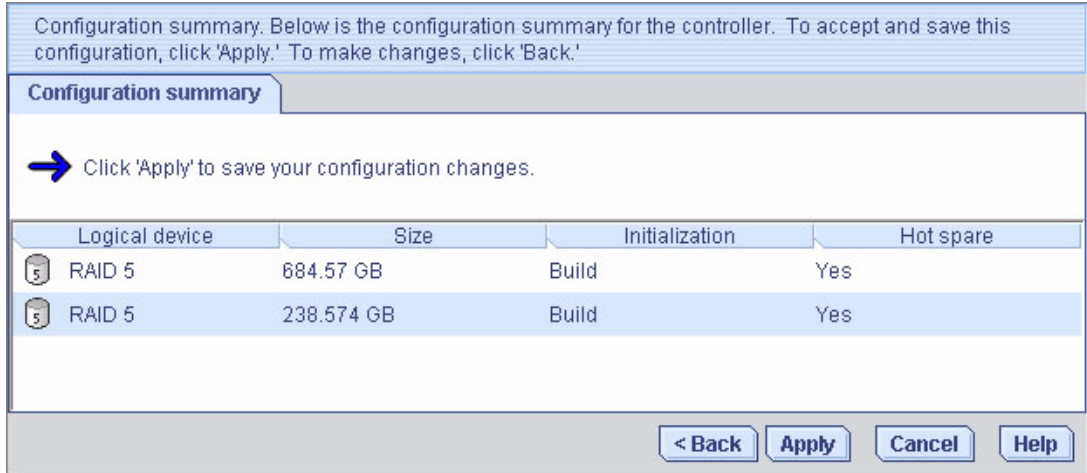 Configuration summary. Below is the configuration summary for the controller. To accept and save this
configuration, click 'Apply.' To make changes, click 'Back.'
Configuration summary
Click 'Apply' to save your configuration changes.
Logical device Size Initialization Hot spare
5 RAID 5 684.57 GB Build Yes
5 RAID 5 238.574 GB Build Yes
< Back Apply Cancel Help